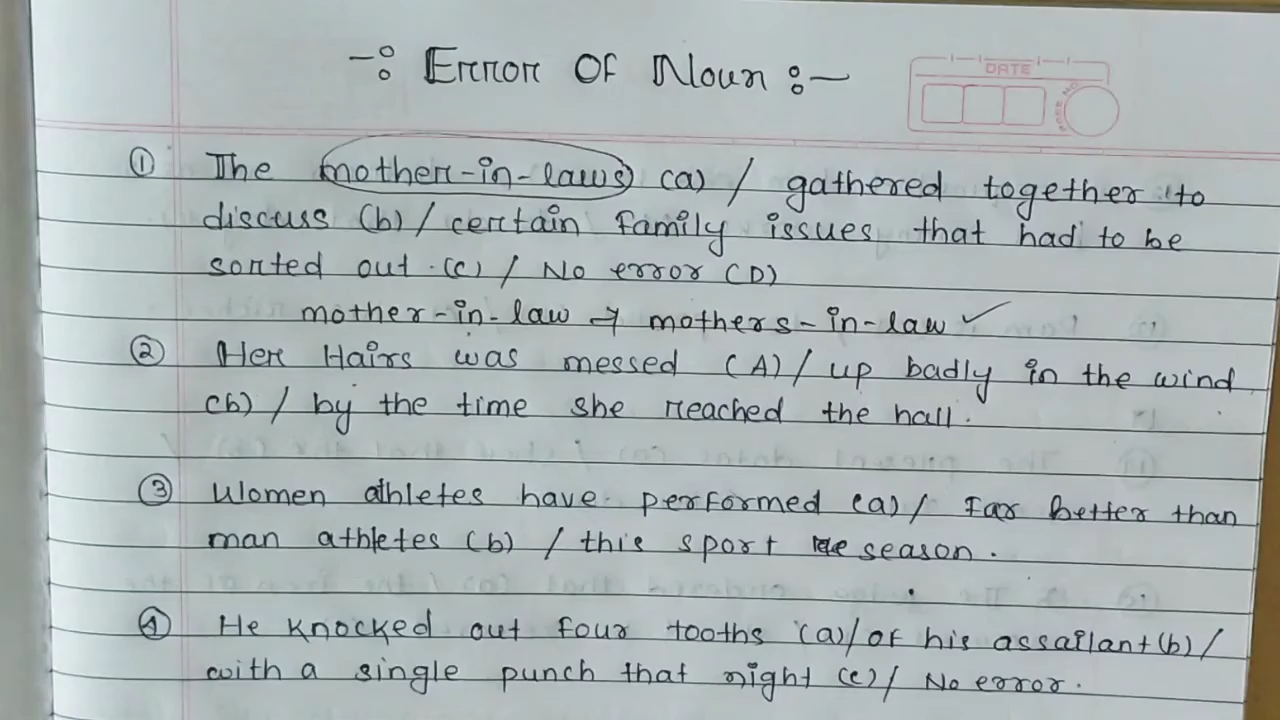 -: Error Of Noun :-
DATE
PAGE NO
① The mother-in-laws (a) / gathered together to
discuss (b) / certain family issues that had to be
sorted out (c) / No error (D)
mother-in-law → mothers-in-law ✓
② Her Hairs was messed (A) / up badly in the wind
(b) / by the time she reached the hall.
③ Women athletes have performed (a) / far better than
man athletes (b) / this sport season.
④ He knocked out four tooths (a) / of his assailant (b) /
with a single punch that night (c) / No error.